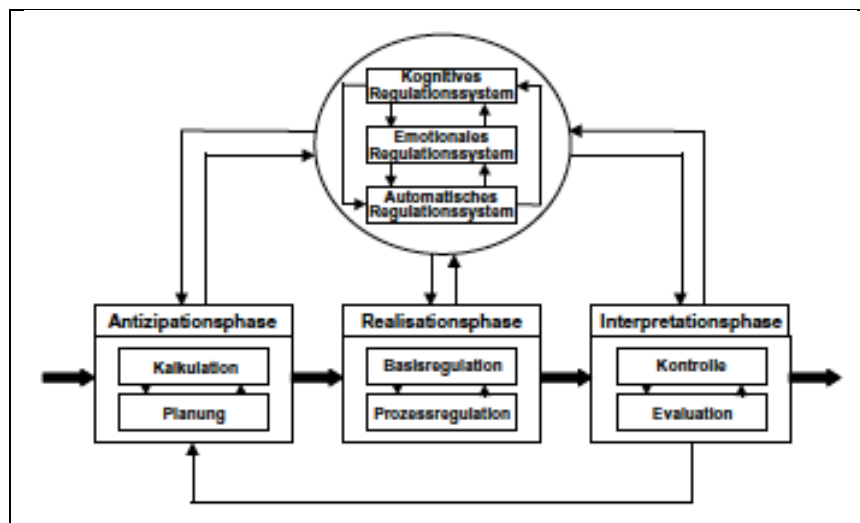 Kognitives
Regulationssystem
Emotionales
Regulationssystem
Automatisches
Regulationssystem
Antizipationsphase
Realisationsphase
Interpretationsphase
Kalkulation
Basisregulation
Kontrolle
Planung
Prozessregulation
Evaluation